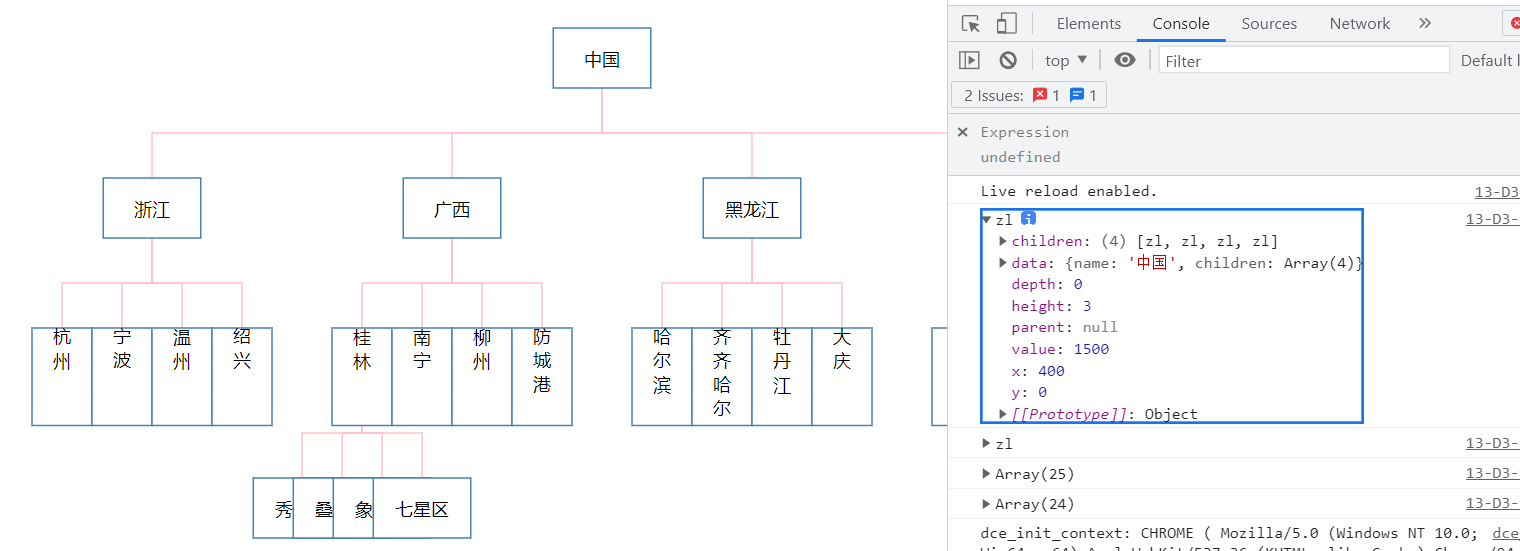 中国
浙江
广西
黑龙江
杭州
宁波
温州
绍兴
桂林
南宁
柳州
防城港
哈尔滨
齐齐哈尔
牡丹江
大庆
秀
叠
象
七星区
Elements Console Sources Network
top Filter Default
2 Issues: 1 1
Expression
undefined
Live reload enabled. 13-D3
zl 13-D3-
children: (4) [zl, zl, zl, zl]
data: {name: '中国', children: Array(4)}
depth: 0
height: 3
parent: null
value: 1500
x: 400
y: 0
[[Prototype]]: Object
zl 13-D3-
Array(25) 13-D3-
Array(24) 13-D3-
dce_init_context: CHROME ( Mozilla/5.0 (Windows NT 10.0; dce